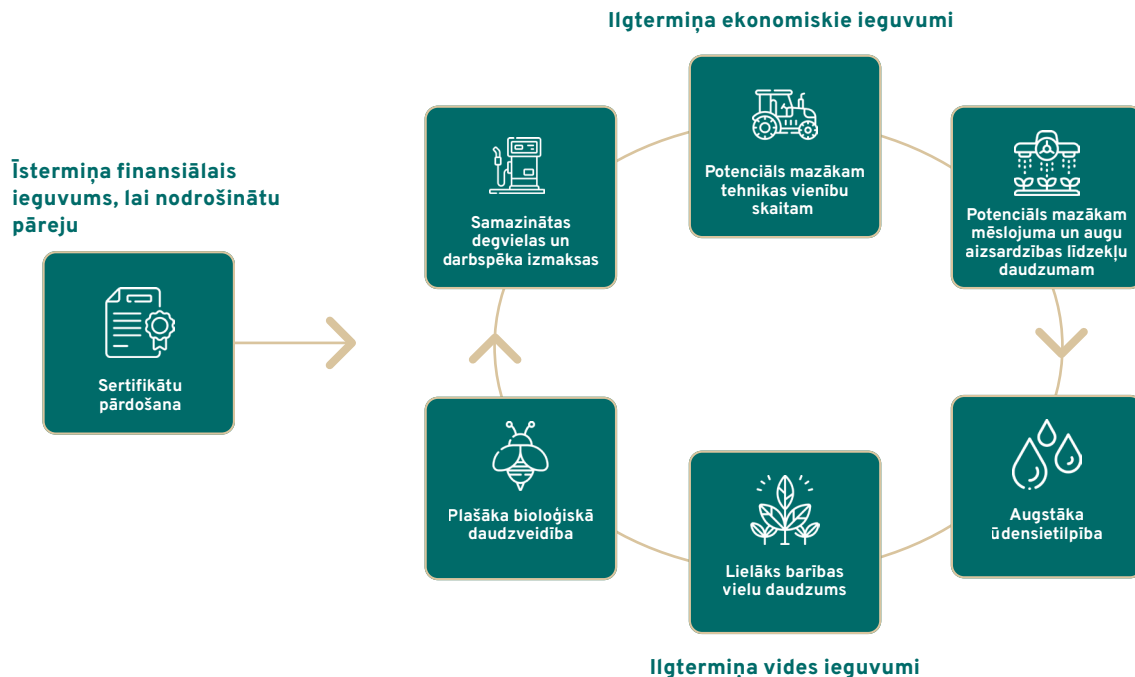 Ilgtermiņa ekonomiskie ieguvumi
Īstermiņa finansiālais
ieguvums, lai nodrošinātu
pāreju
Sertifikātu
pārdošana
Samazinātas
degvielas un
darbspēka izmaksas
Potenciāls mazākam
tehnikas vienību
skaitam
Potenciāls mazākam
mēslojuma un augu
aizsardzības līdzekļu
daudzumam
Plašāka bioloģiskā
daudzveidība
Lielāks barības
vielu daudzums
Augstāka
ūdensietilpība
Ilgtermiņa vides ieguvumi